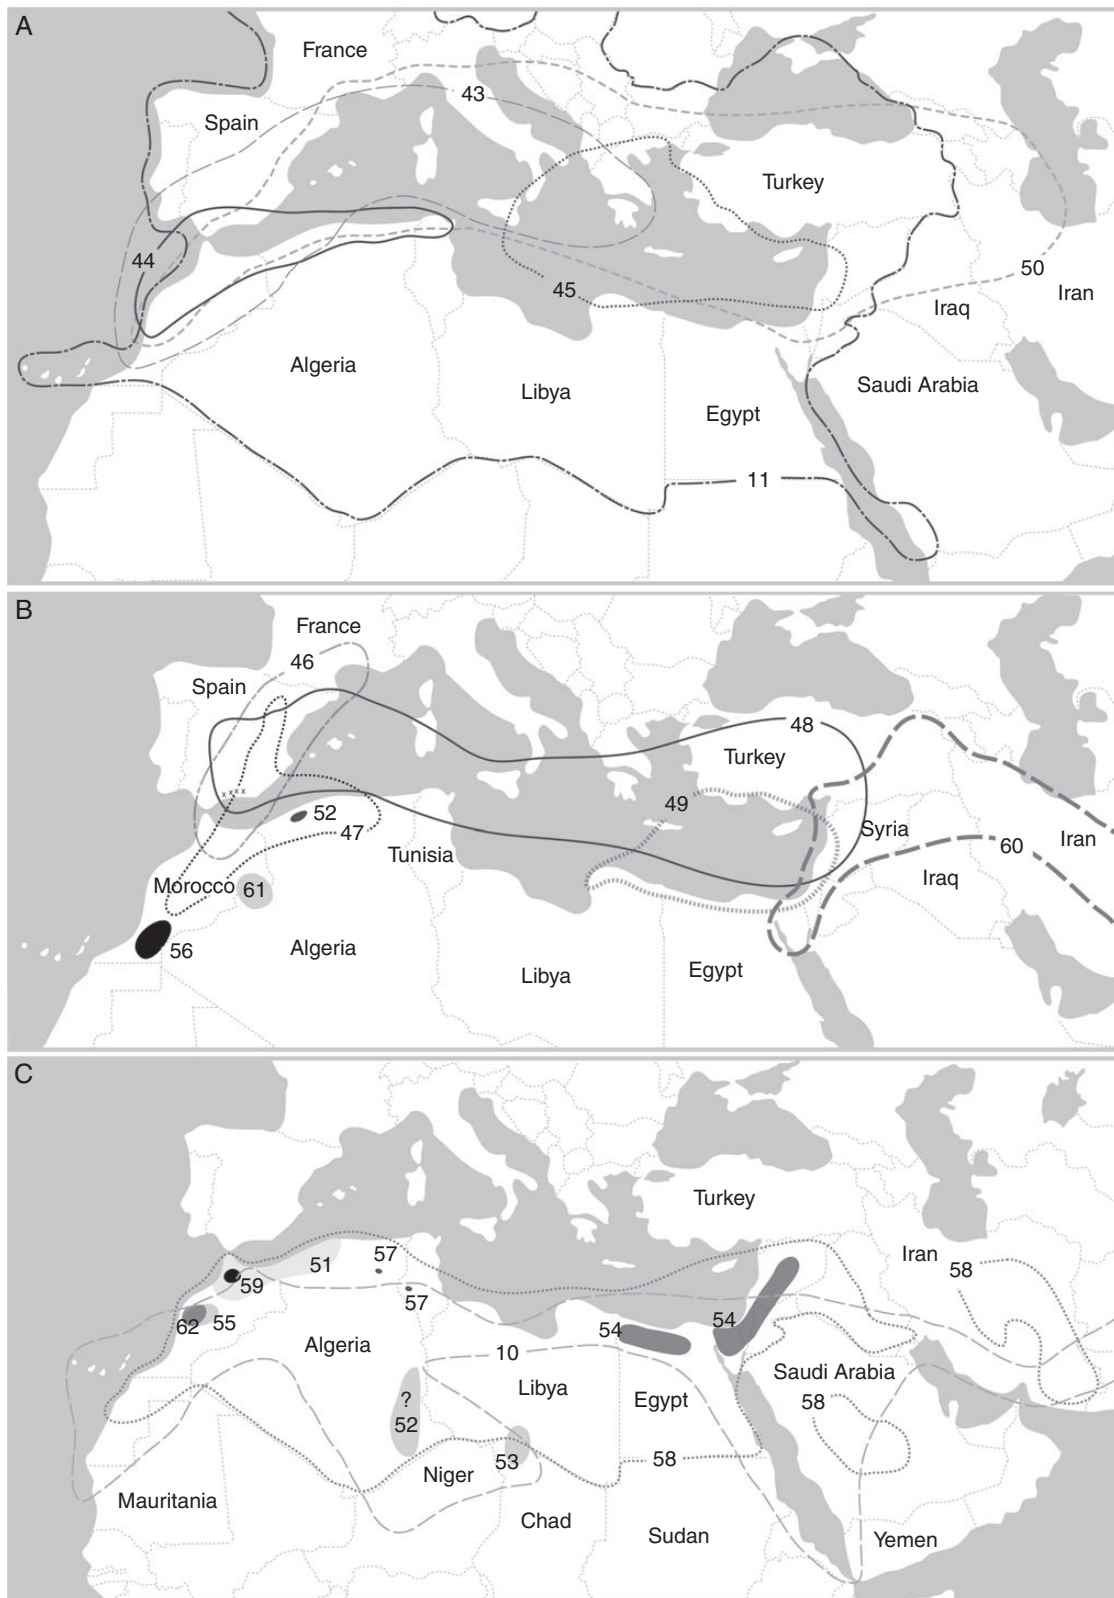 A
France
43
Spain
Turkey
44
50
45
Iran
Iraq
Algeria
Saudi Arabia
Libya
Egypt
11
B
France
46
Spain
48
Turkey
49
52
47
Syria
Tunisia
60
Iran
Morocco
61
Iraq
56
Algeria
Libya
Egypt
C
Turkey
57
51
Iran
58
59
57
62
55
54
54
Algeria
10
Saudi Arabia
Libya
Egypt
?
58
52
53
58
Niger
Mauritania
Chad
Sudan
Yemen